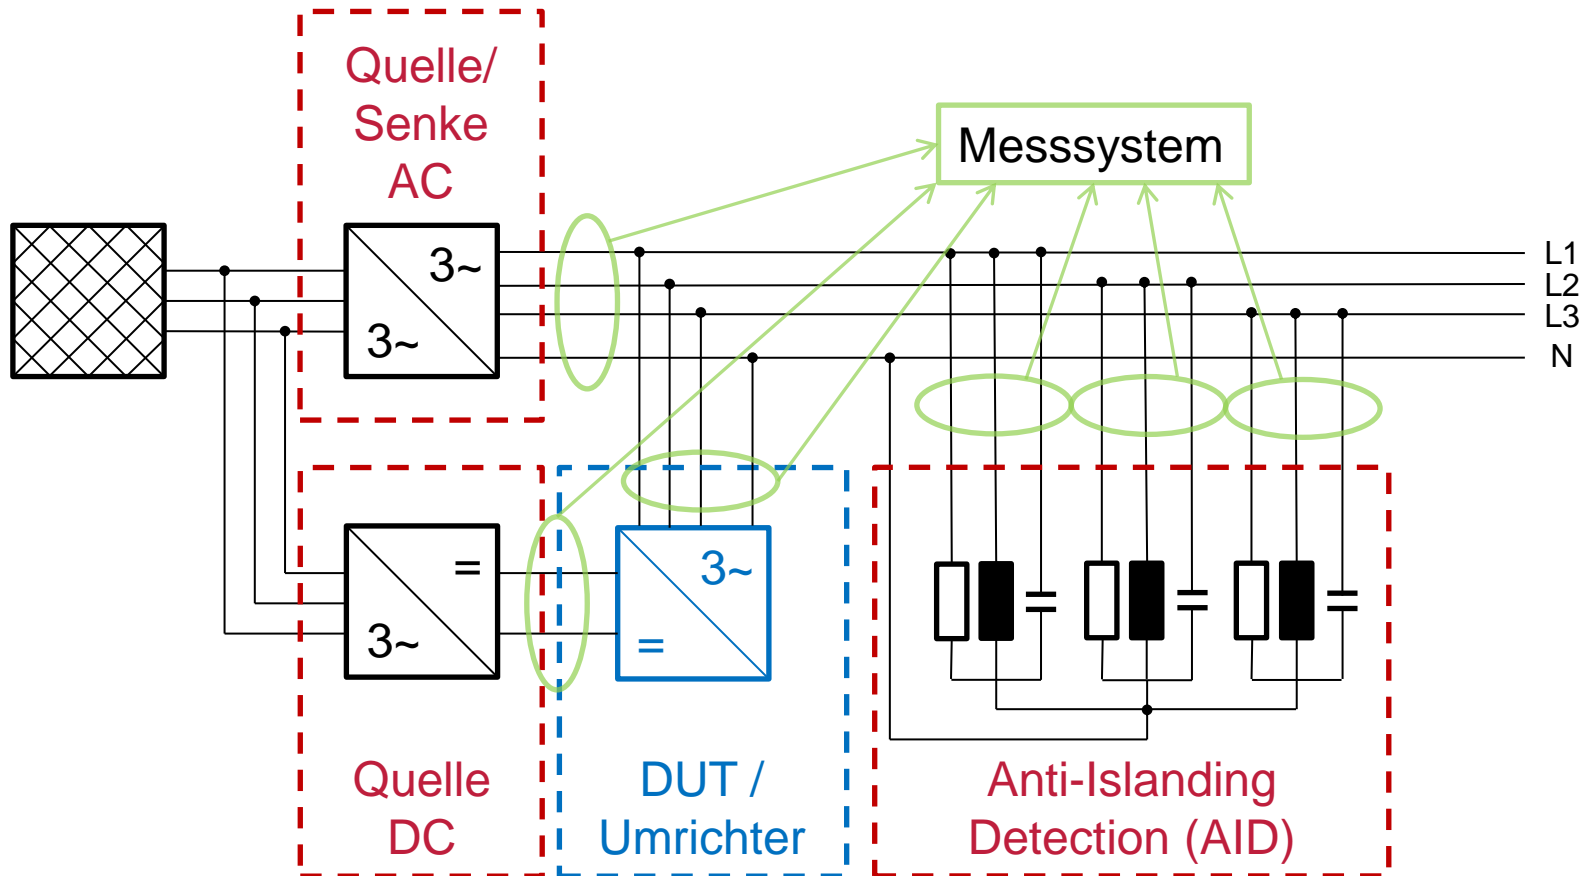 Quelle/
Senke
AC
Messsystem
3~
3~
L1
L2
L3
N
=
3~
3~
=
Quelle
DC
DUT /
Umrichter
Anti-Islanding
Detection (AID)